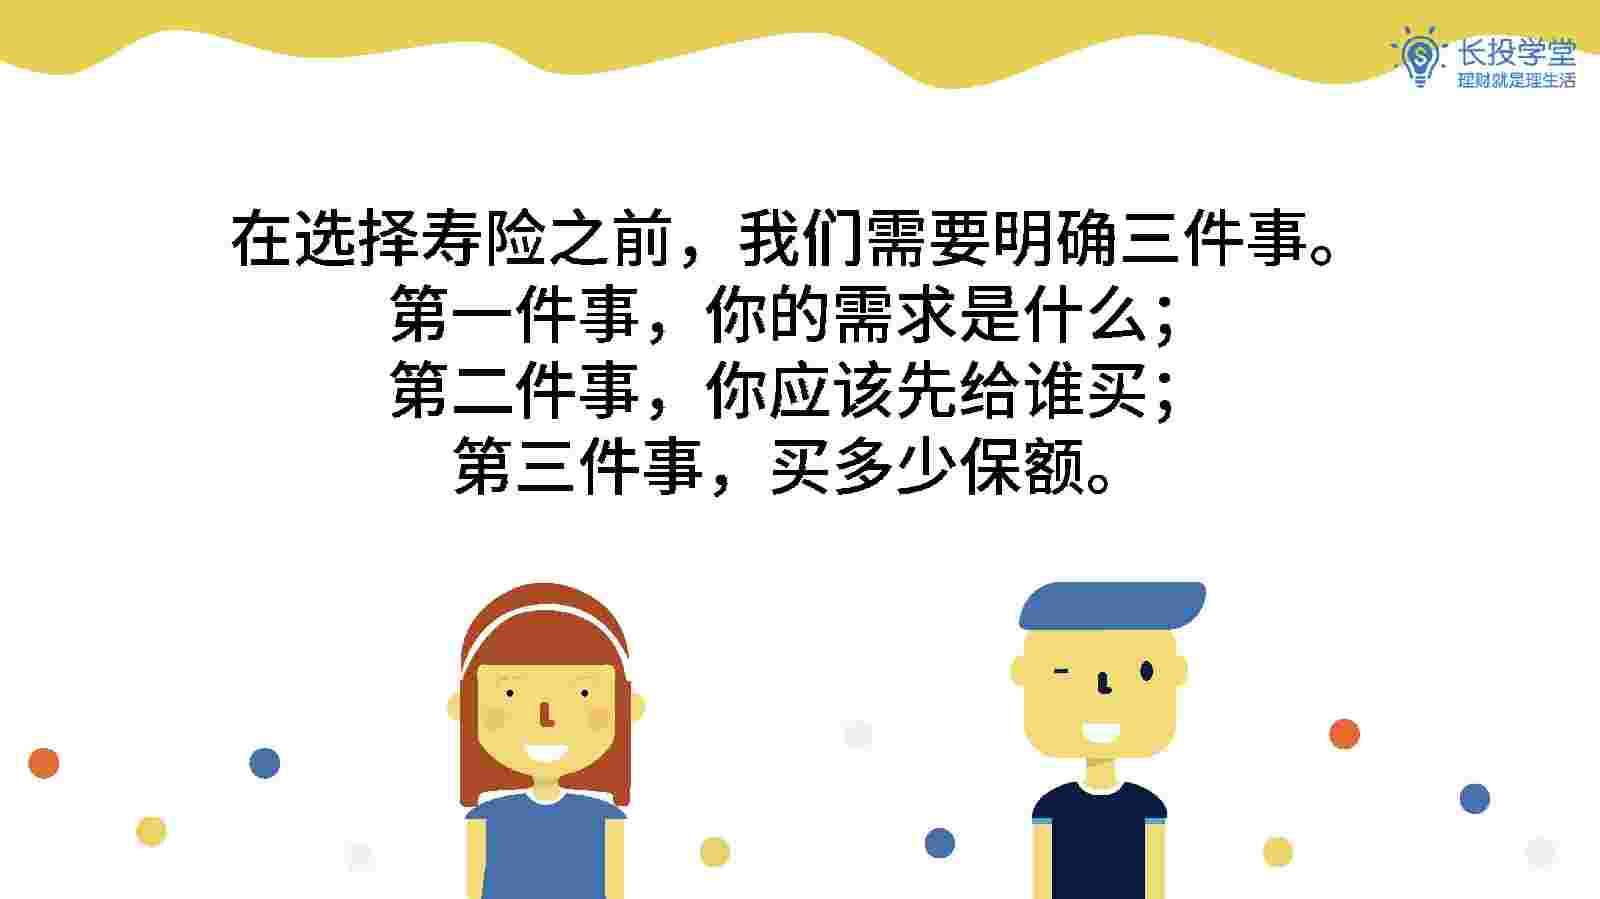 长投学堂
理财就是理生活
在选择寿险之前，我们需要明确三件事。
第一件事，你的需求是什么；
第二件事，你应该先给谁买；
第三件事，买多少保额。